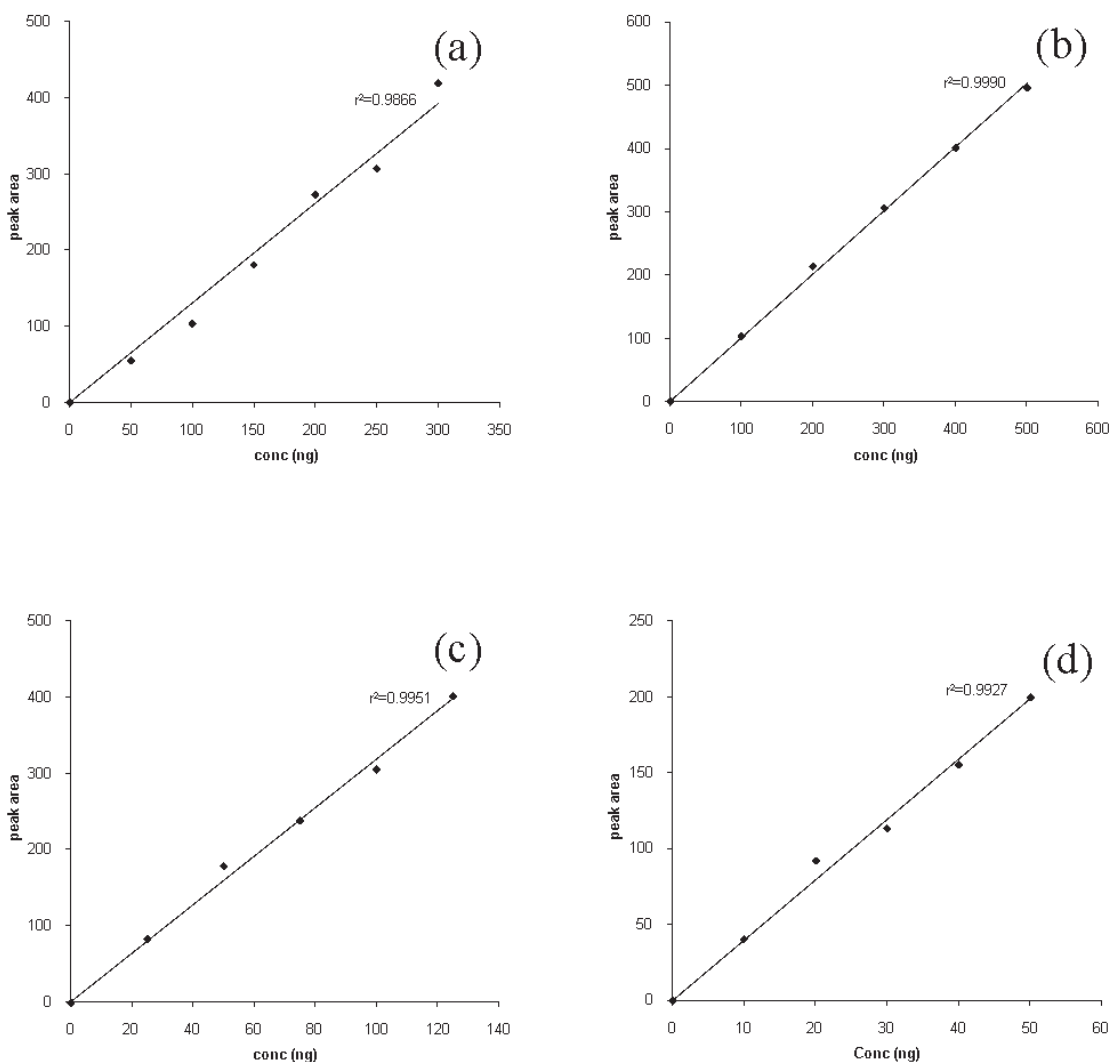 (a)
r²=0.9866
500
400
300
200
100
0
peak area
0 50 100 150 200 250 300 350
conc (ng)
(b)
r²=0.9990
600
500
400
300
200
100
0
peak area
0 100 200 300 400 500 600
conc (ng)
(c)
r²=0.9951
500
400
300
200
100
0
peak area
0 20 40 60 80 100 120 140
conc (ng)
(d)
r²=0.9927
250
200
150
100
50
0
peak area
0 10 20 30 40 50 60
Conc (ng)